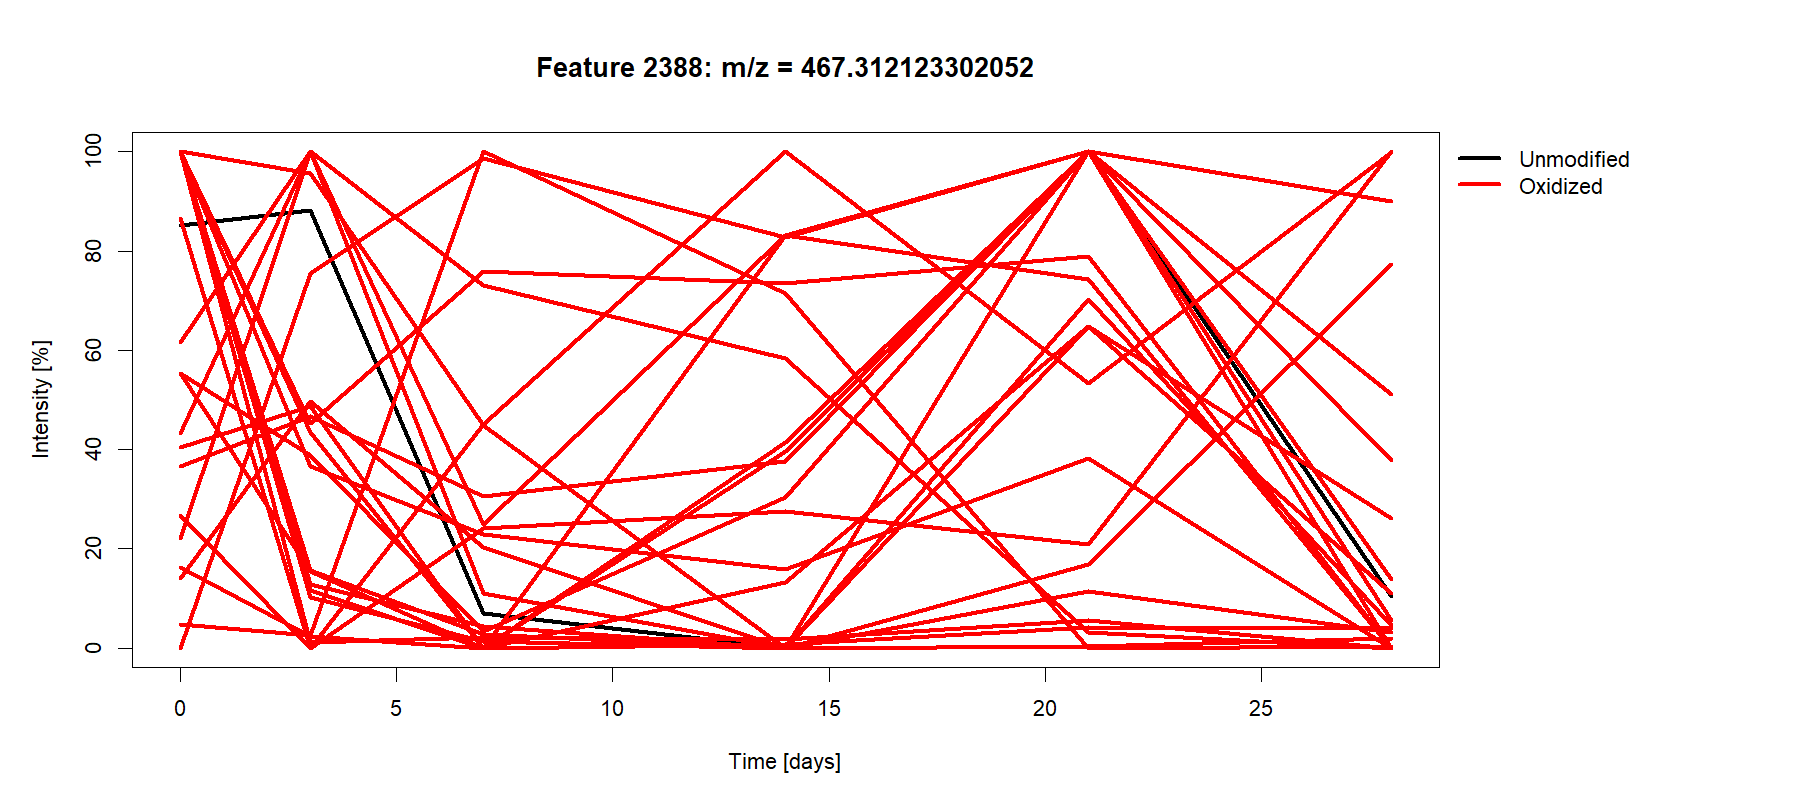 Feature 2388: m/z = 467.312123302052
Unmodified
Oxidized
Intensity [%]
100
80
60
40
20
0
0 5 10 15 20 25
Time [days]